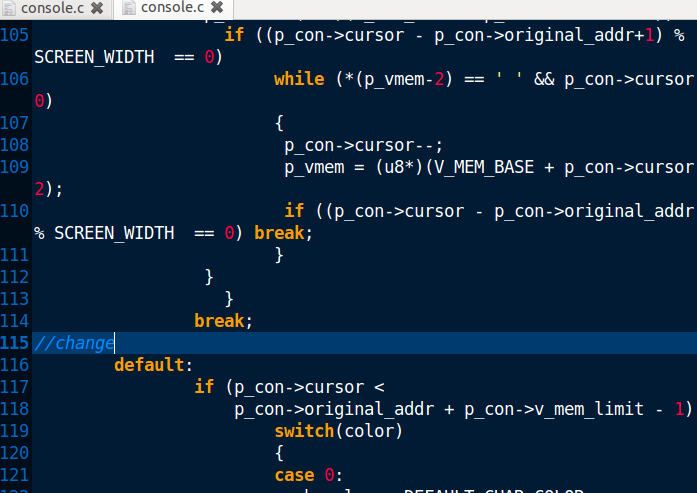 console.c ✖ console.c ✖
105 if ((p_con->cursor - p_con->original_addr+1) %
SCREEN_WIDTH == 0)
106 while (*(p_vmem-2) == ' ' && p_con->cursor
0)
107 {
108 p_con->cursor--;
109 p_vmem = (u8*)(V_MEM_BASE + p_con->cursor
2);
110 if ((p_con->cursor - p_con->original_addr
% SCREEN_WIDTH == 0) break;
111 }
112 }
113 }
114 break;
115 //change
116 default:
117 if (p_con->cursor <
118 p_con->original_addr + p_con->v_mem_limit - 1)
119 switch(color)
120 {
121 case 0: